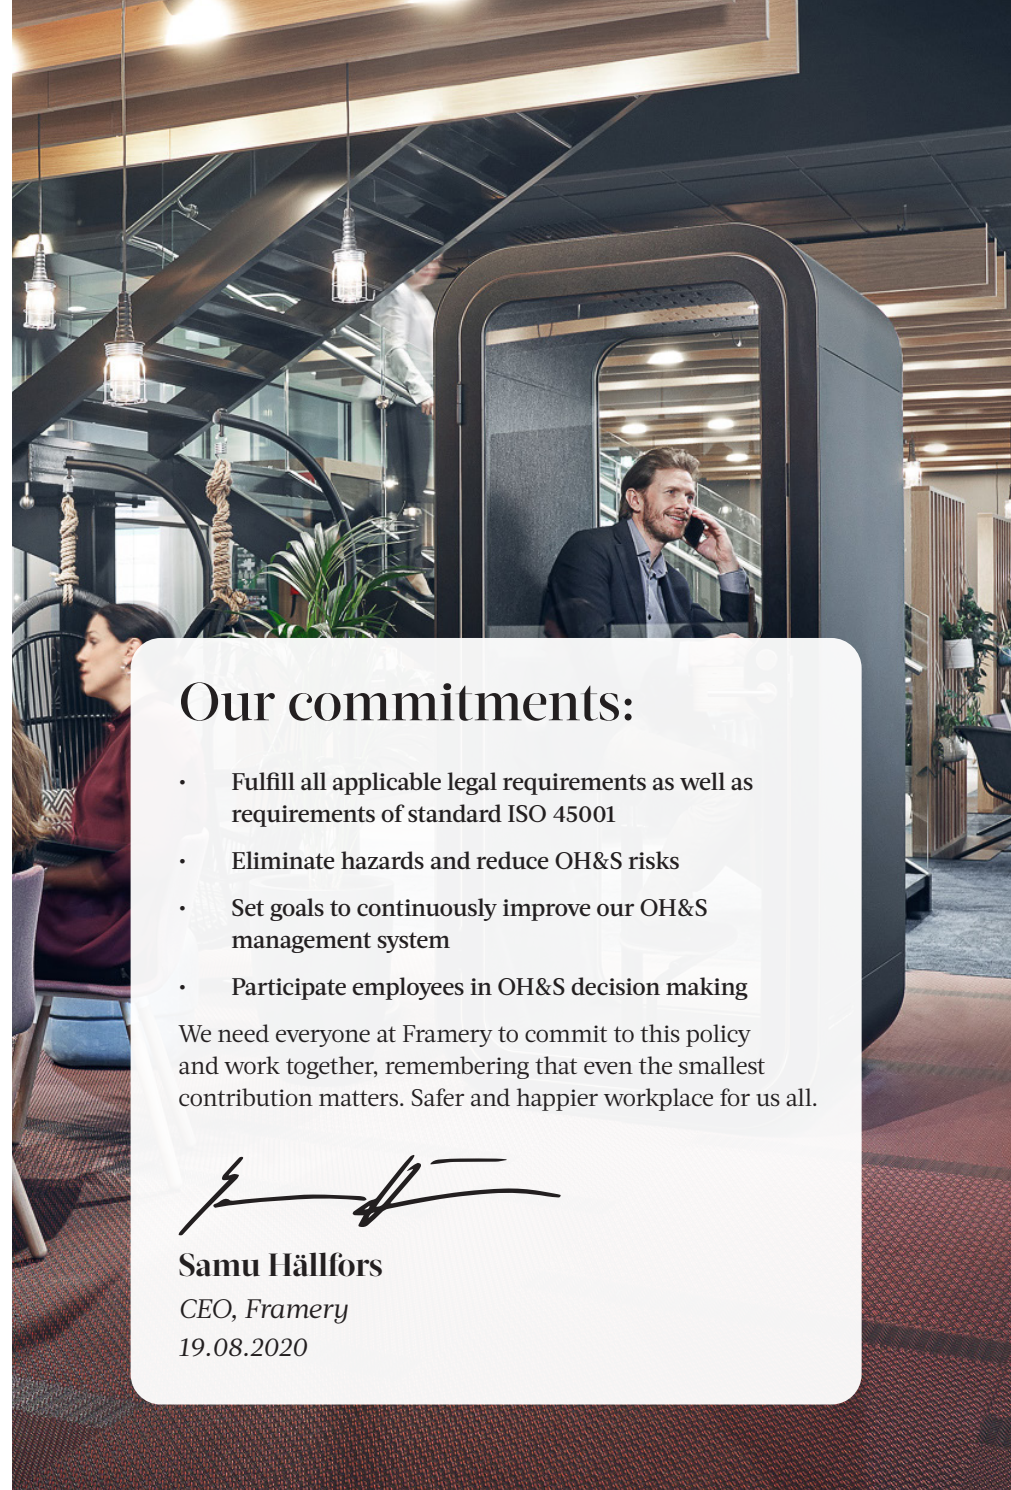 Our commitments:
• Fulfill all applicable legal requirements as well as
requirements of standard ISO 45001
• Eliminate hazards and reduce OH&S risks
• Set goals to continuously improve our OH&S
management system
• Participate employees in OH&S decision making
We need everyone at Framery to commit to this policy
and work together, remembering that even the smallest
contribution matters. Safer and happier workplace for us all.
Samu Hällfors
CEO, Framery
19.08.2020